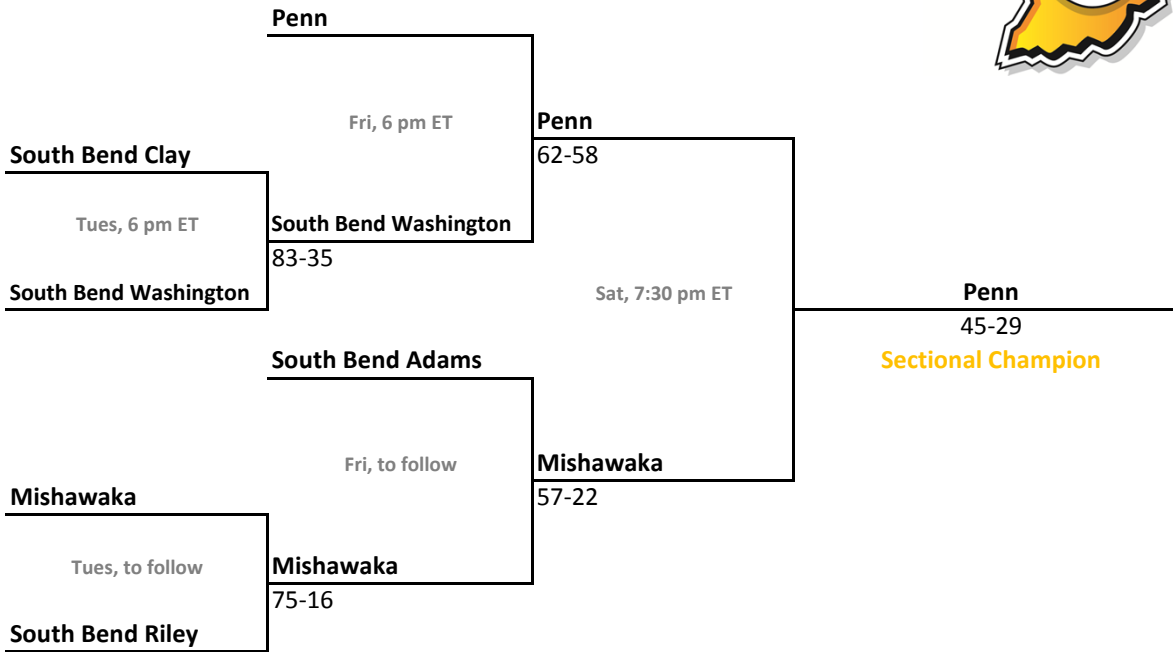 Penn
Fri, 6 pm ET
Penn
South Bend Clay
62-58
Tues, 6 pm ET
South Bend Washington
83-35
South Bend Washington
Sat, 7:30 pm ET
Penn
45-29
South Bend Adams
Sectional Champion
Fri, to follow
Mishawaka
Mishawaka
57-22
Tues, to follow
Mishawaka
75-16
South Bend Riley